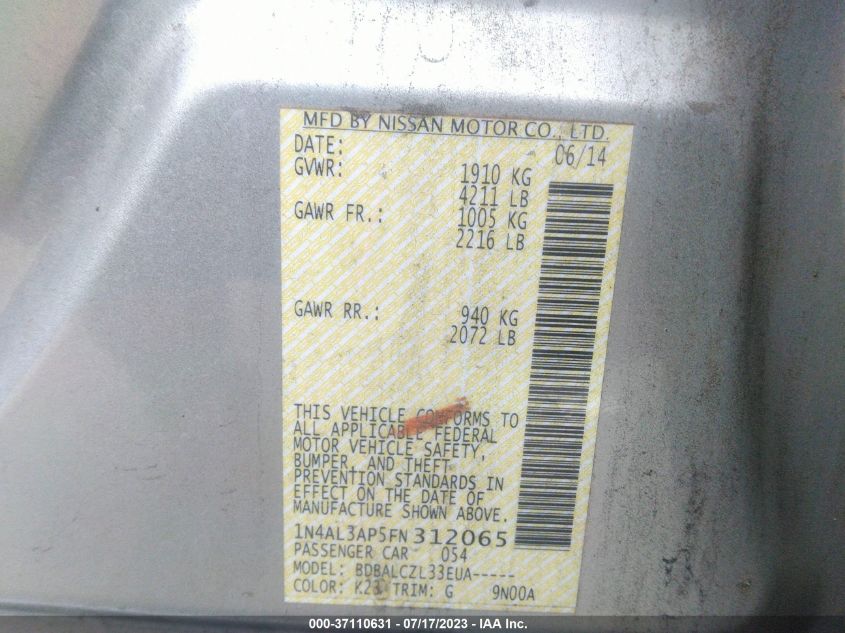 MFD BY NISSAN MOTOR CO., LTD.
DATE: 06/14
GVWR: 1910 KG
4211 LB
GAWR FR.: 1005 KG
2216 LB
GAWR RR.: 940 KG
2072 LB
THIS VEHICLE CONFORMS TO
ALL APPLICABLE FEDERAL
MOTOR VEHICLE SAFETY,
BUMPER, AND THEFT
PREVENTION STANDARDS IN
EFFECT ON THE DATE OF
MANUFACTURE SHOWN ABOVE.
1N4AL3AP5FN312065
PASSENGER CAR 054
MODEL: BDBALCZL33EUA-----
COLOR: K23 TRIM: G 9N00A
000-37110631 - 07/17/2023 - IAA Inc.